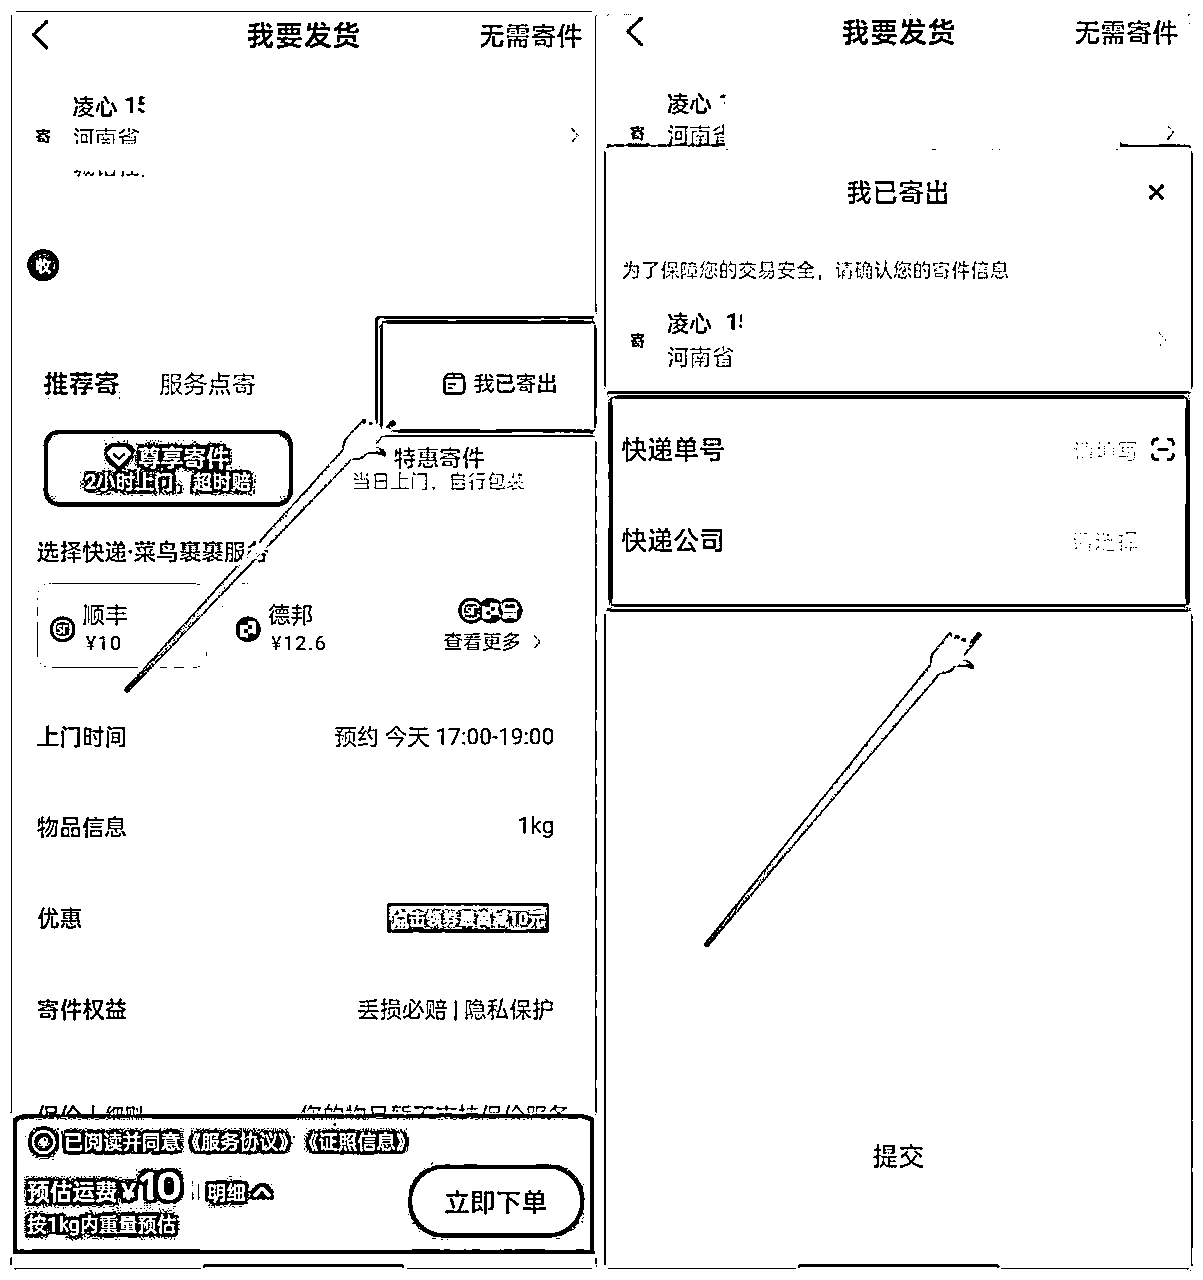 我要发货
无需寄件
凌心 15
寄
河南省
收
推荐寄
服务点寄
我已寄出
尊享寄件
2小时上门，超时赔
特惠寄件
当日上门，自行包装
选择快递·菜鸟裹裹服务
顺丰
¥10
德邦
¥12.6
查看更多
上门时间
预约 今天 17:00-19:00
物品信息
1kg
优惠
点击领券最高减10元
寄件权益
丢损必赔 | 隐私保护
已阅读并同意《服务协议》《证照信息》
预估运费¥10 明细
按1kg内重量预估
立即下单
我要发货
无需寄件
凌心
寄
河南省
我已寄出
为了保障您的交易安全，请确认您的寄件信息
凌心 15
寄
河南省
快递单号
请填写
快递公司
请选择
提交